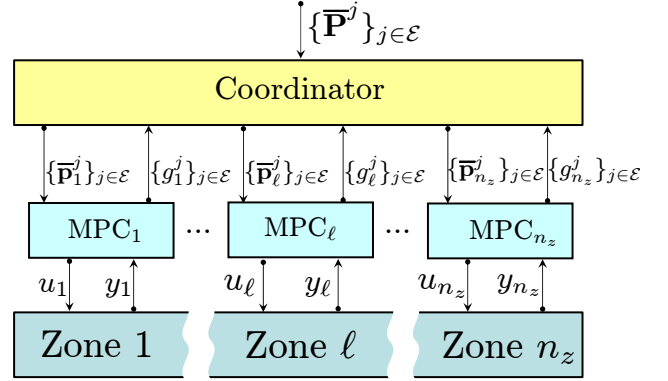 {P̅^j}_{j∈ℰ}
Coordinator
{p̅_1^j}_{j∈ℰ} {g_1^j}_{j∈ℰ} {p̅_ℓ^j}_{j∈ℰ} {g_ℓ^j}_{j∈ℰ} {p̅_{n_z}^j}_{j∈ℰ} {g_{n_z}^j}_{j∈ℰ}
MPC_1 ... MPC_ℓ ... MPC_{n_z}
u_1 y_1 u_ℓ y_ℓ u_{n_z} y_{n_z}
Zone 1 Zone ℓ Zone n_z